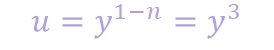 u = y^{1-n} = y^3